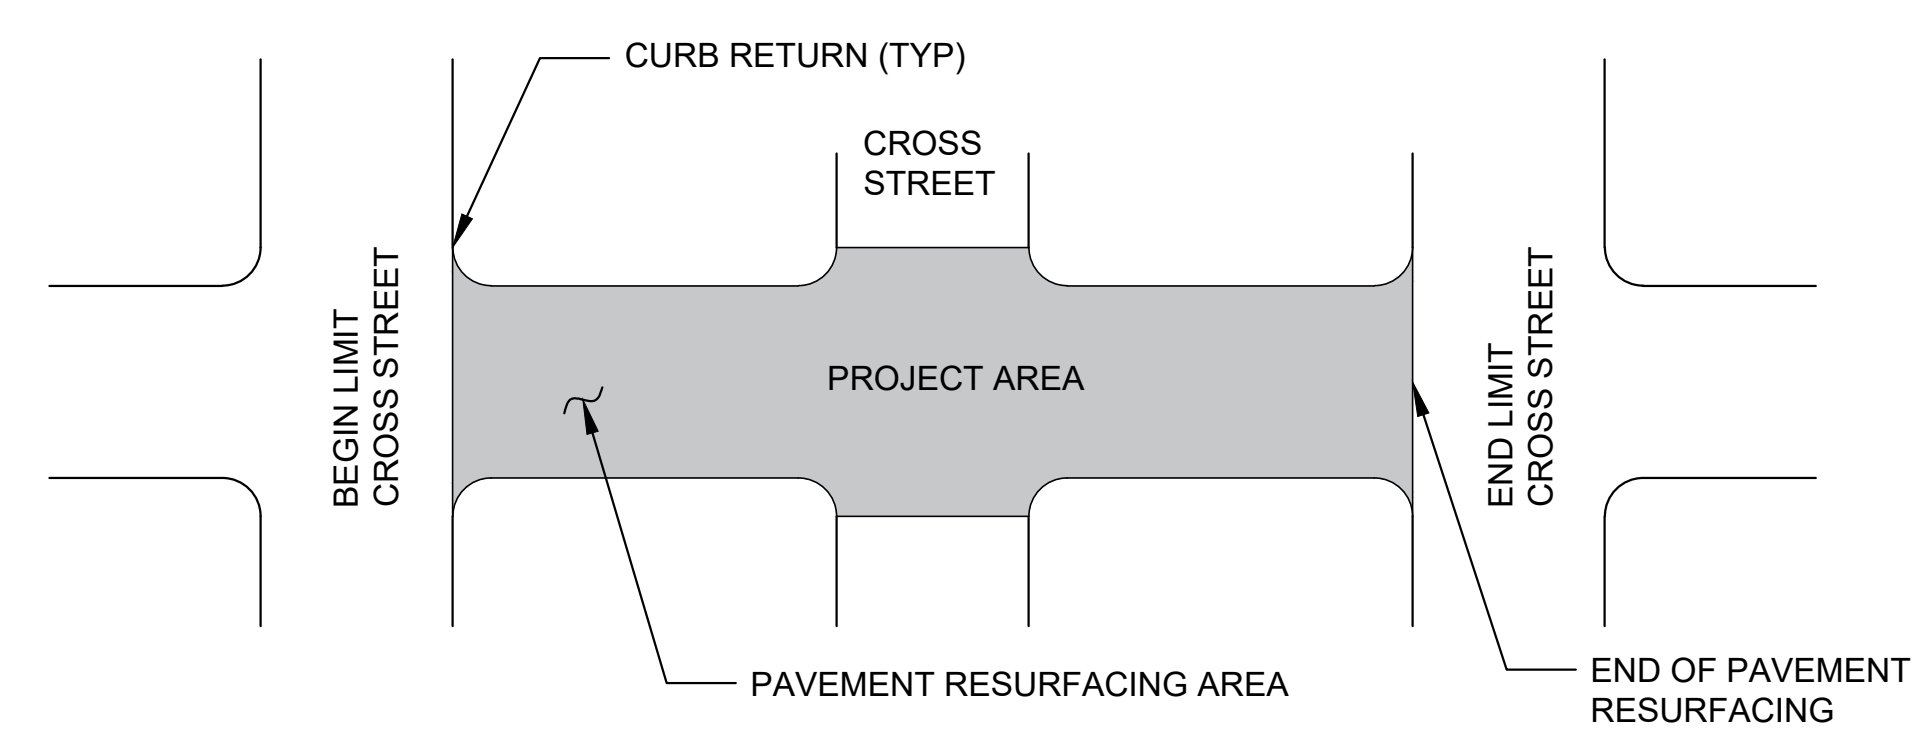 CURB RETURN (TYP)
CROSS
STREET
BEGIN LIMIT
CROSS STREET
PROJECT AREA
END LIMIT
CROSS STREET
PAVEMENT RESURFACING AREA
END OF PAVEMENT
RESURFACING